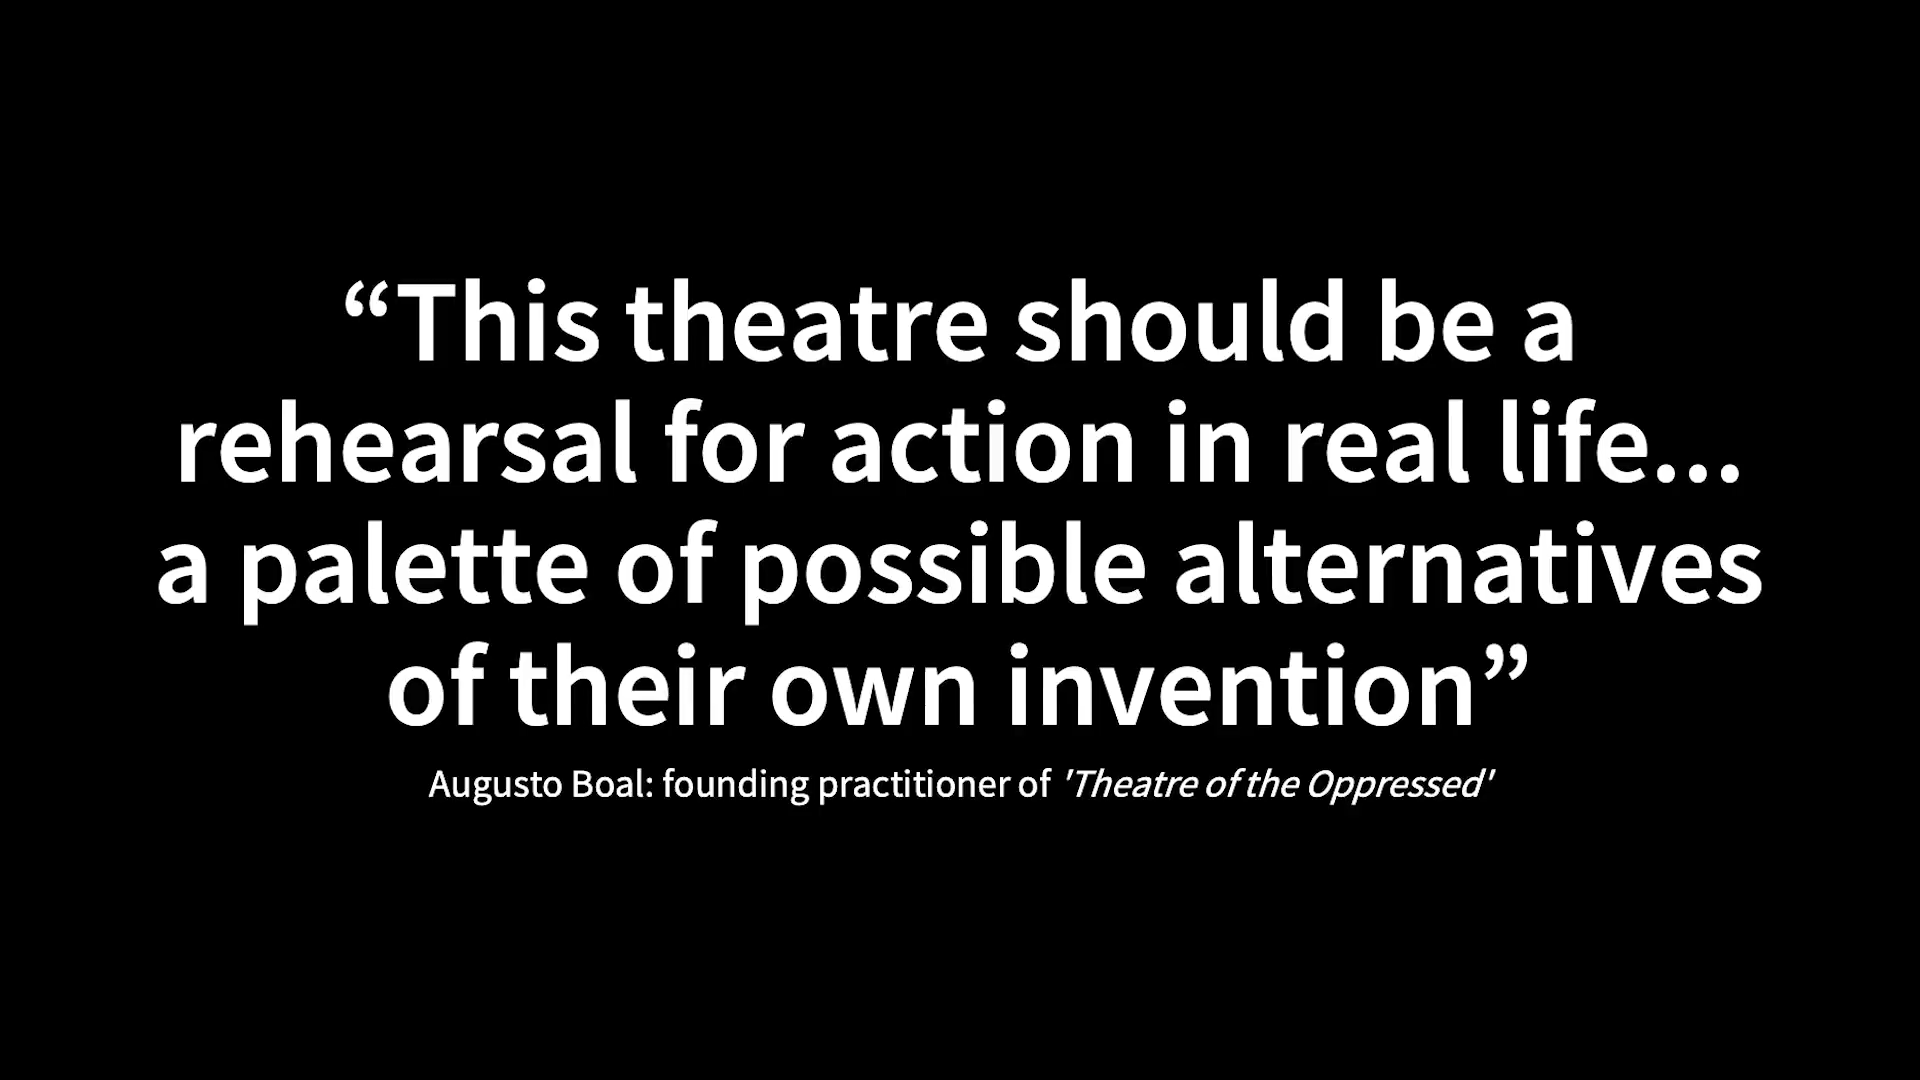 “This theatre should be a
rehearsal for action in real life...
a palette of possible alternatives
of their own invention”
Augusto Boal: founding practitioner of 'Theatre of the Oppressed'